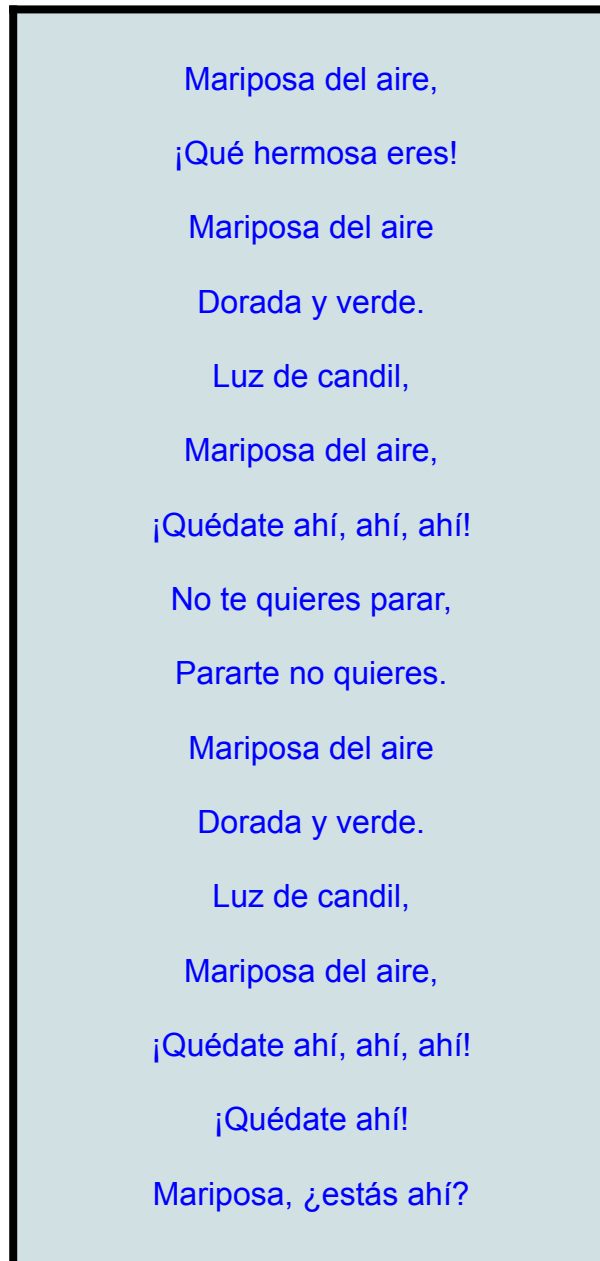 Mariposa del aire,
¡Qué hermosa eres!
Mariposa del aire
Dorada y verde.
Luz de candil,
Mariposa del aire,
¡Quédate ahí, ahí, ahí!
No te quieres parar,
Pararte no quieres.
Mariposa del aire
Dorada y verde.
Luz de candil,
Mariposa del aire,
¡Quédate ahí, ahí, ahí!
¡Quédate ahí!
Mariposa, ¿estás ahí?